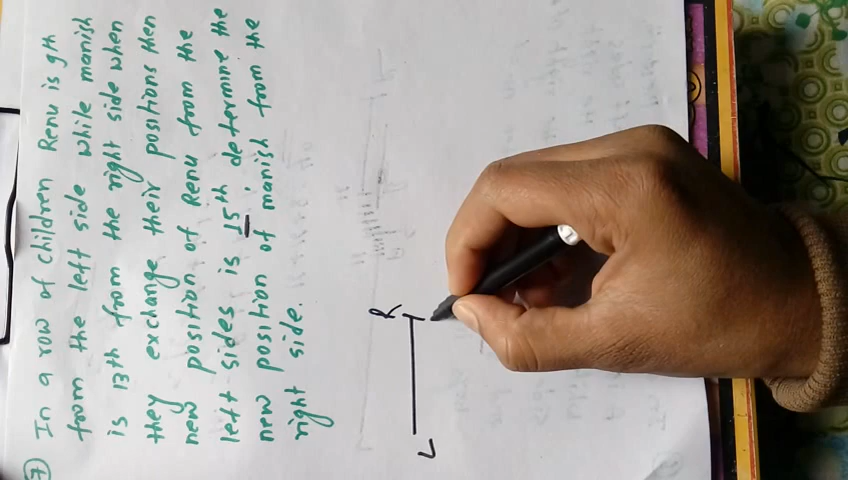 7) In a row of children Renu is 9th
from the left side while manish
is 13th from the right side when
they exchange their positions then
new position of Renu from the
left sides is 15th determine the
new position of manish from the
right side.
R
L